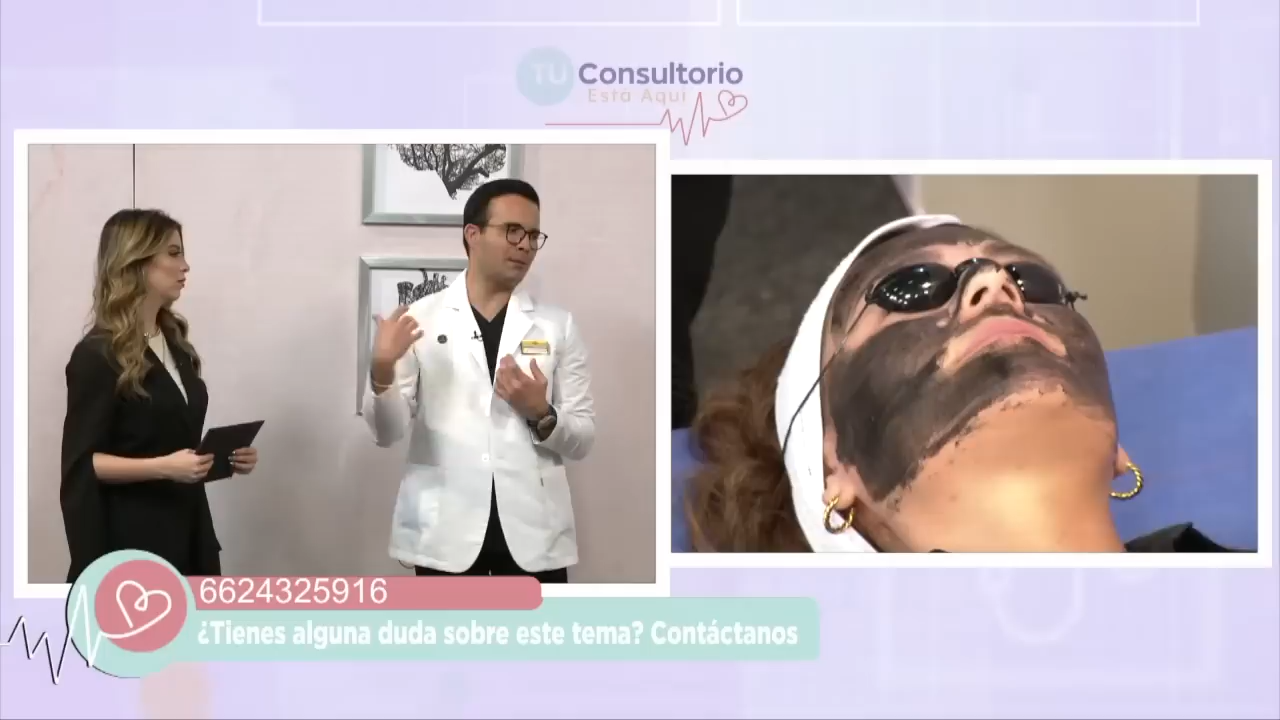 TU Consultorio
Está Aquí
6624325916
¿Tienes alguna duda sobre este tema? Contáctanos